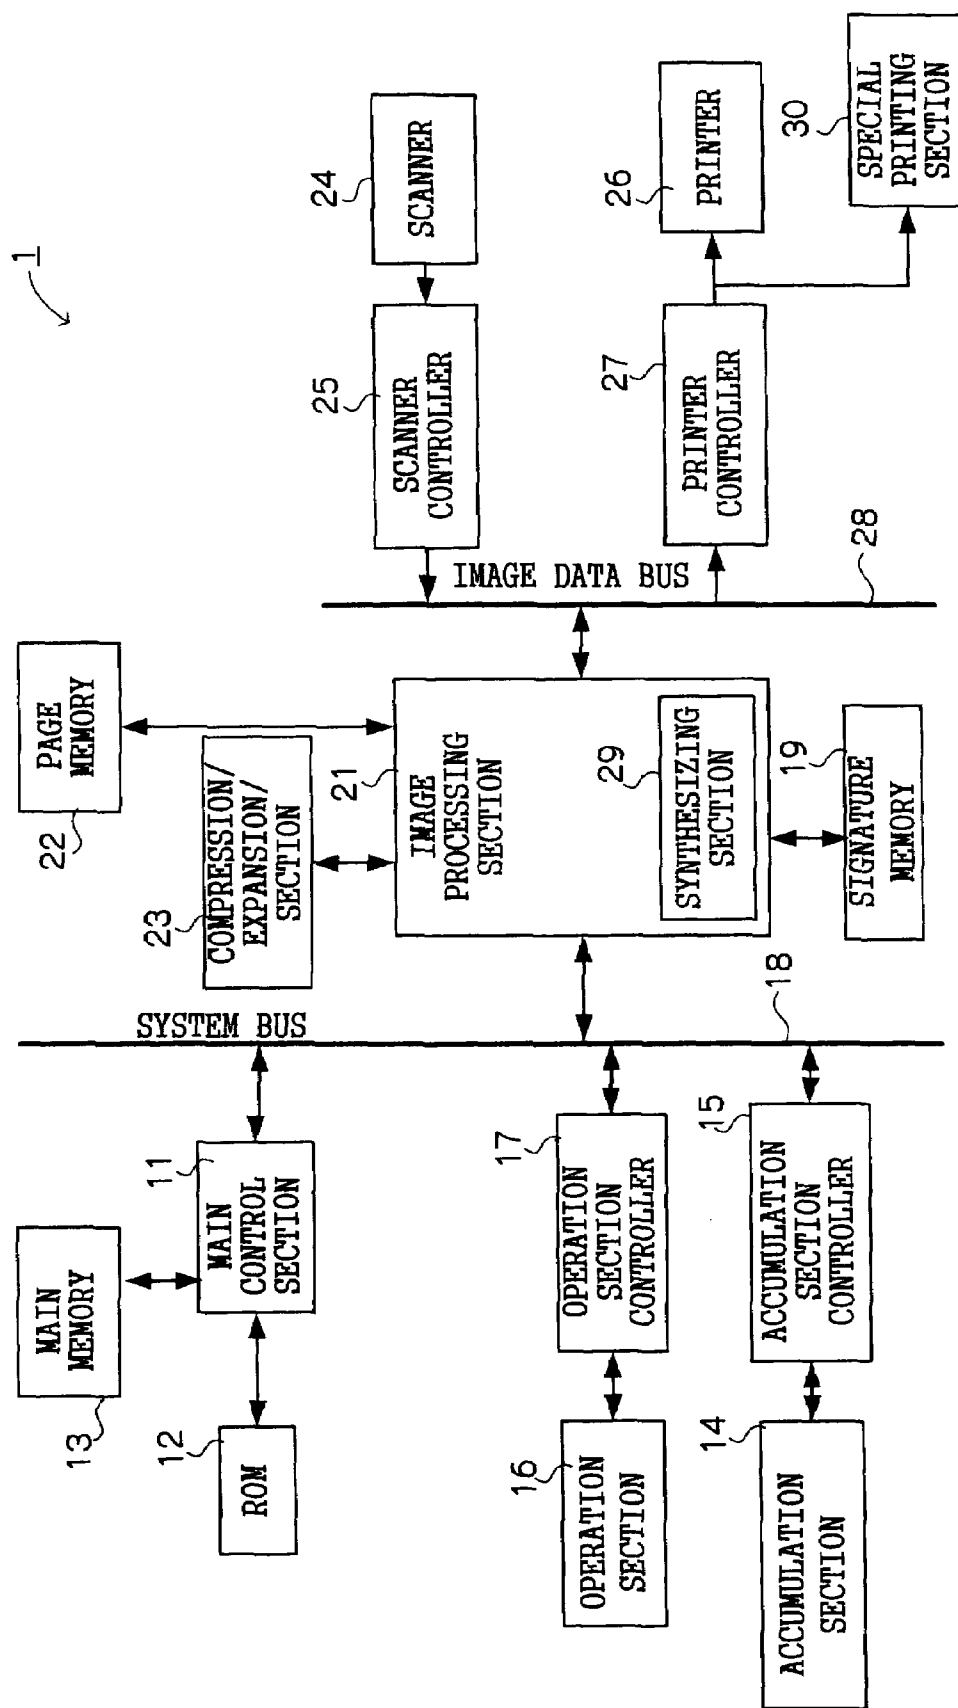 1
13
MAIN
MEMORY
12
ROM
11
MAIN
CONTROL
SECTION
SYSTEM BUS
22
PAGE
MEMORY
23
COMPRESSION/
EXPANSION/
SECTION
21
IMAGE
PROCESSING
SECTION
29
SYNTHESIZING
SECTION
19
SIGNATURE
MEMORY
16
OPERATION
SECTION
17
OPERATION
SECTION
CONTROLLER
14
ACCUMULATION
SECTION
15
ACCUMULATION
SECTION
CONTROLLER
18
IMAGE DATA BUS
28
25
SCANNER
CONTROLLER
24
SCANNER
27
PRINTER
CONTROLLER
26
PRINTER
30
SPECIAL
PRINTING
SECTION